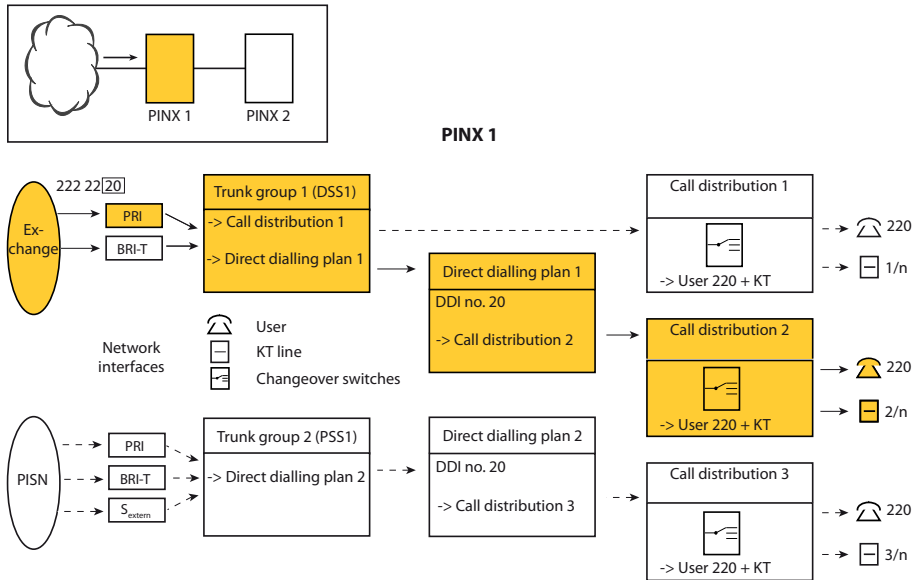 PINX 1
PINX 2
PINX 1
222 22 20
Ex-
change
PRI
BRI-T
Trunk group 1 (DSS1)
-> Call distribution 1
-> Direct dialling plan 1
Direct dialling plan 1
DDI no. 20
-> Call distribution 2
Call distribution 1
-> User 220 + KT
220
1/n
Call distribution 2
-> User 220 + KT
220
2/n
Network
interfaces
User
KT line
Changeover switches
PISN
PRI
BRI-T
Sextern
Trunk group 2 (PSS1)
-> Direct dialling plan 2
Direct dialling plan 2
DDI no. 20
-> Call distribution 3
Call distribution 3
-> User 220 + KT
220
3/n